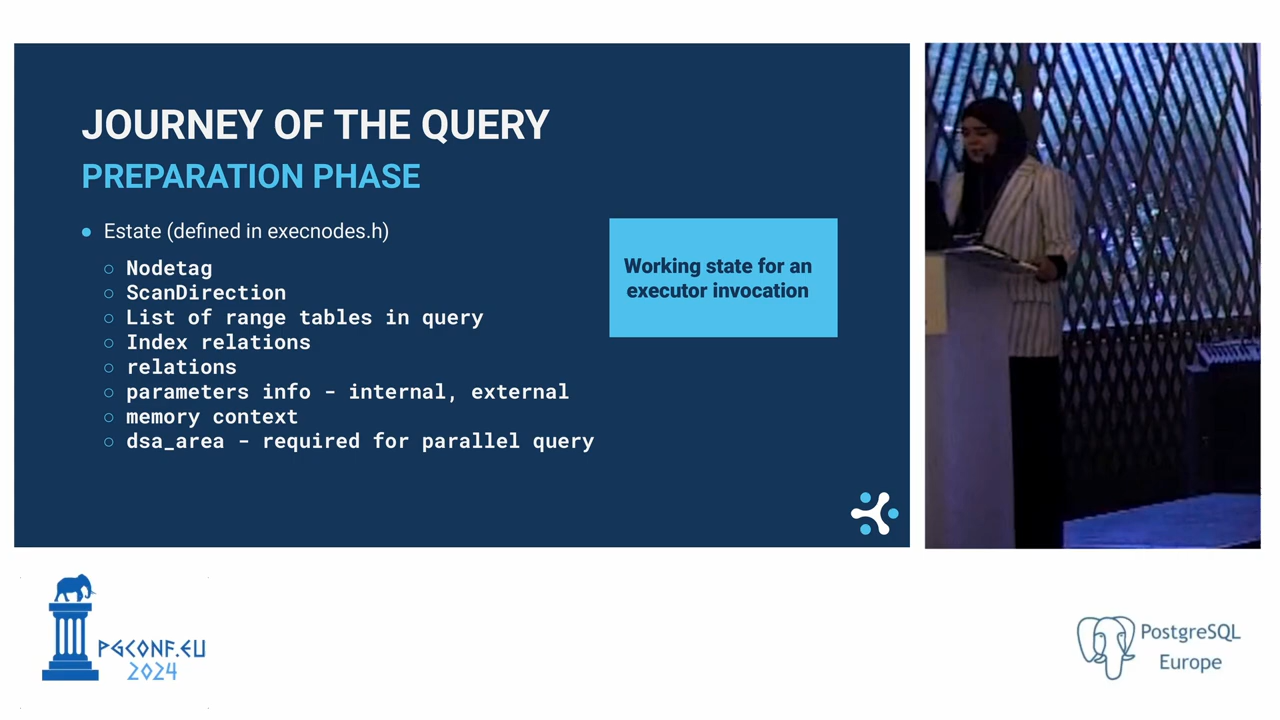 JOURNEY OF THE QUERY
PREPARATION PHASE
Estate (defined in execnodes.h)
Nodetag
ScanDirection
List of range tables in query
Index relations
relations
parameters info - internal, external
memory context
dsa_area - required for parallel query
Working state for an
executor invocation
PGCONF.EU
2024
PostgreSQL
Europe